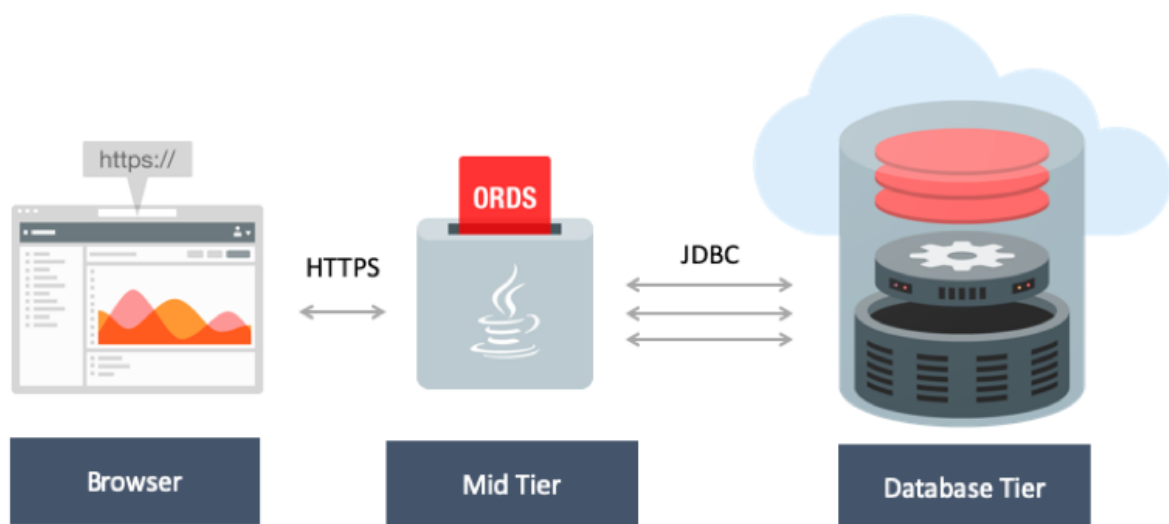 https://
ORDS
HTTPS
JDBC
Browser
Mid Tier
Database Tier